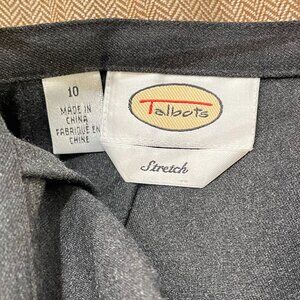 10
MADE IN
CHINA
FABRIQUÉ EN
CHINE
Talbots
Stretch